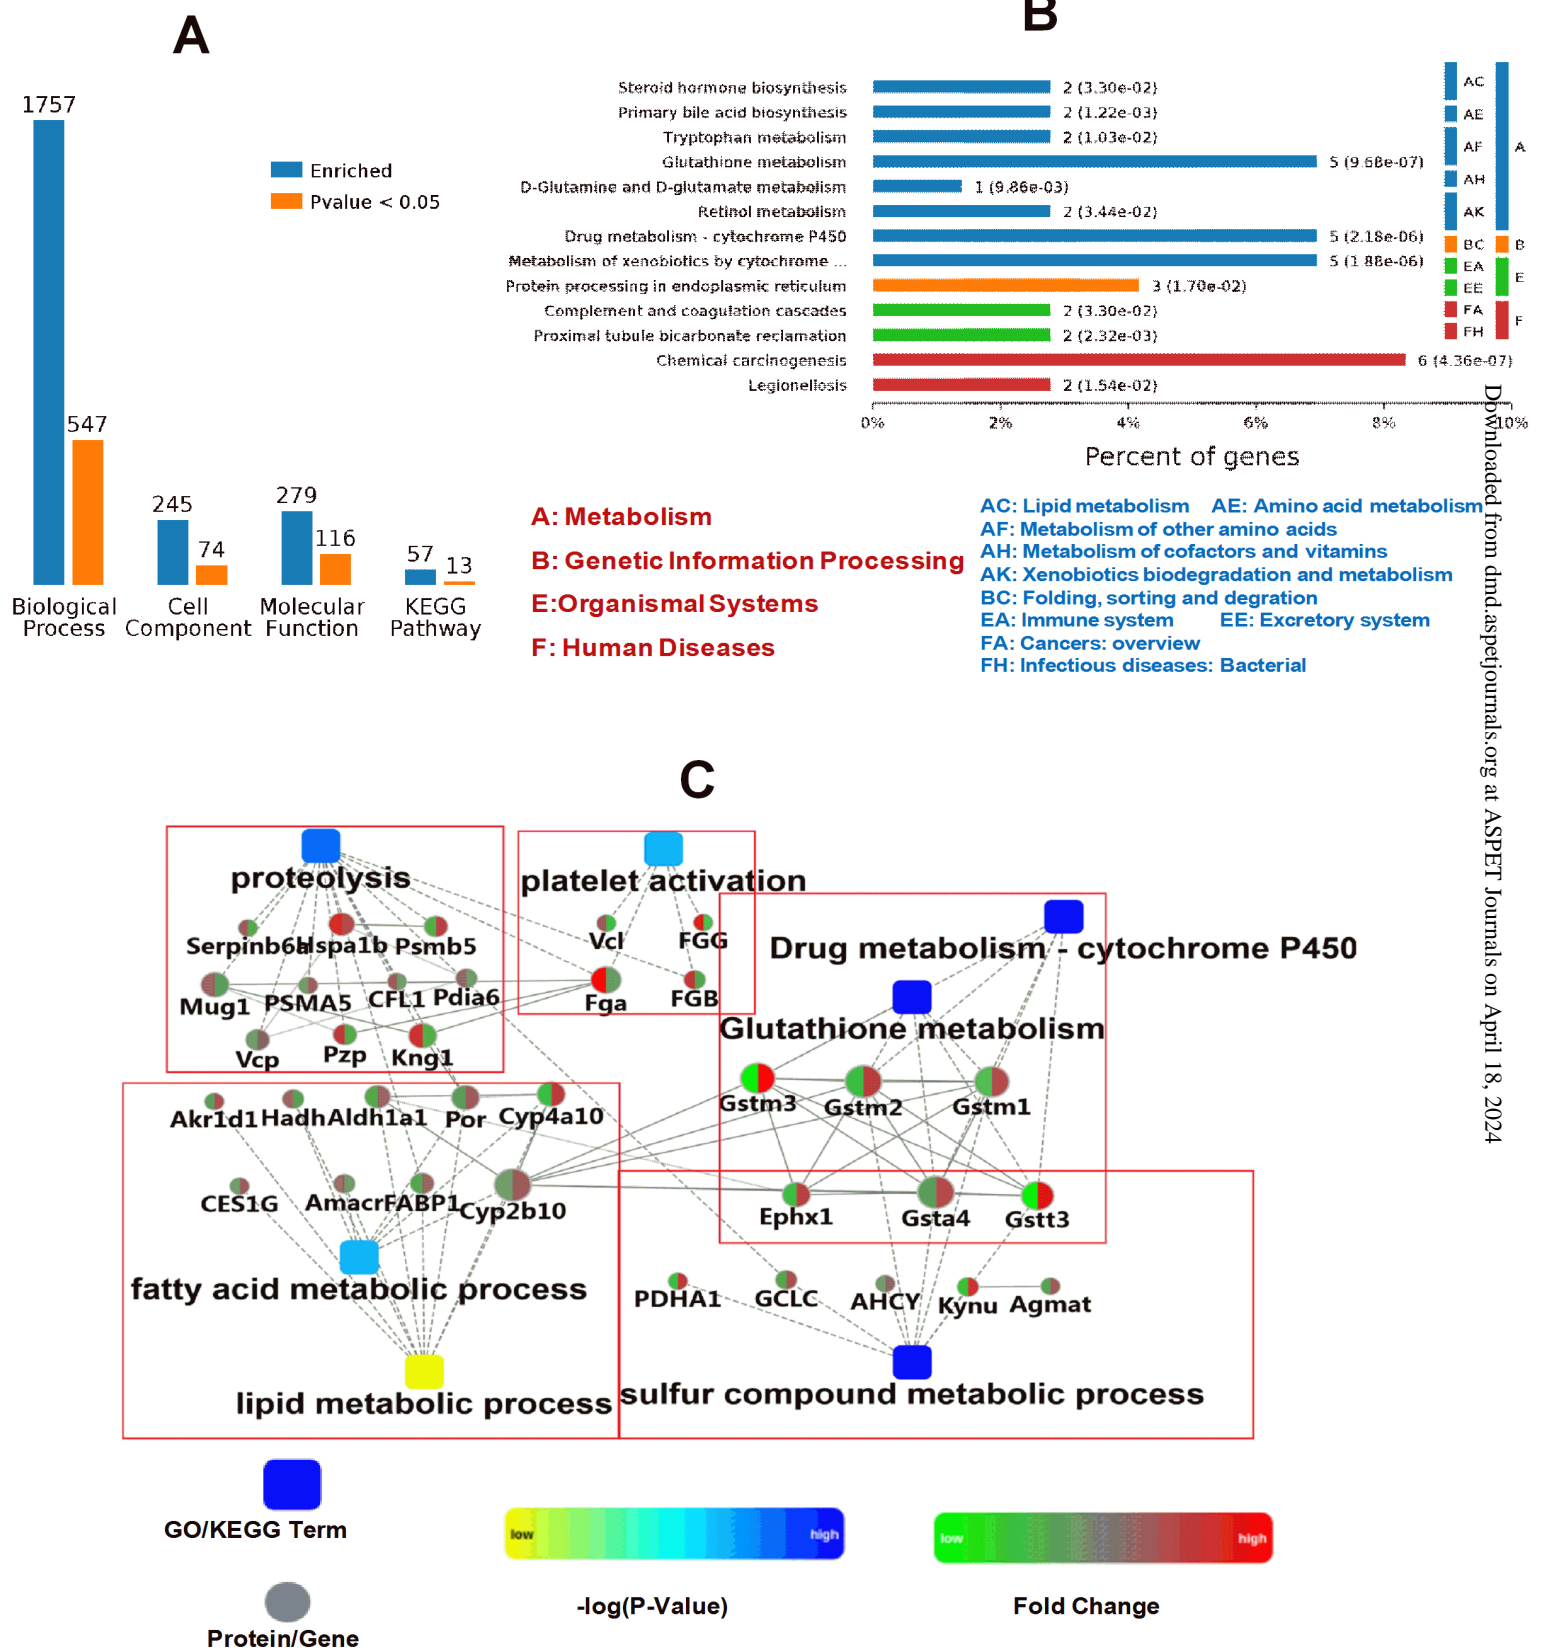 A
B
1757
547
245
74
279
116
57
13
Enriched
Pvalue < 0.05
Biological
Process
Cell
Component
Molecular
Function
KEGG
Pathway
Steroid hormone biosynthesis 2 (3.30e-02)
Primary bile acid biosynthesis 2 (1.22e-03)
Tryptophan metabolism 2 (1.03e-02)
Glutathione metabolism 5 (9.68e-07)
D-Glutamine and D-glutamate metabolism 1 (9.86e-03)
Retinol metabolism 2 (3.44e-02)
Drug metabolism - cytochrome P450 5 (2.18e-06)
Metabolism of xenobiotics by cytochrome ... 5 (1.88e-06)
Protein processing in endoplasmic reticulum 3 (1.70e-02)
Complement and coagulation cascades 2 (3.30e-02)
Proximal tubule bicarbonate reclamation 2 (2.32e-03)
Chemical carcinogenesis 6 (4.36e-07)
Legionellosis 2 (1.54e-02)
0% 2% 4% 6% 8% 10%
Percent of genes
AC
AE
AF
AH
AK
BC
EA
EE
FA
FH
A
B
E
F
A: Metabolism
B: Genetic Information Processing
E:Organismal Systems
F: Human Diseases
AC: Lipid metabolism AE: Amino acid metabolism
AF: Metabolism of other amino acids
AH: Metabolism of cofactors and vitamins
AK: Xenobiotics biodegradation and metabolism
BC: Folding, sorting and degration
EA: Immune system EE: Excretory system
FA: Cancers: overview
FH: Infectious diseases: Bacterial
Downloaded from dmd.aspetjournals.org at ASPET Journals on April 18, 2024
C
proteolysis
Serpinb6a Hspa1b Psmb5
Mug1 PSMA5 CFL1 Pdia6
Vcp Pzp Kng1
platelet activation
Vcl FGG
Fga FGB
Drug metabolism - cytochrome P450
Glutathione metabolism
Gstm3 Gstm2 Gstm1
Ephx1 Gsta4 Gstt3
Akr1d1 Hadh Aldh1a1 Por Cyp4a10
CES1G Amacr FABP1 Cyp2b10
fatty acid metabolic process
lipid metabolic process
PDHA1 GCLC AHCY Kynu Agmat
sulfur compound metabolic process
GO/KEGG Term
Protein/Gene
low high
-log(P-Value)
low high
Fold Change